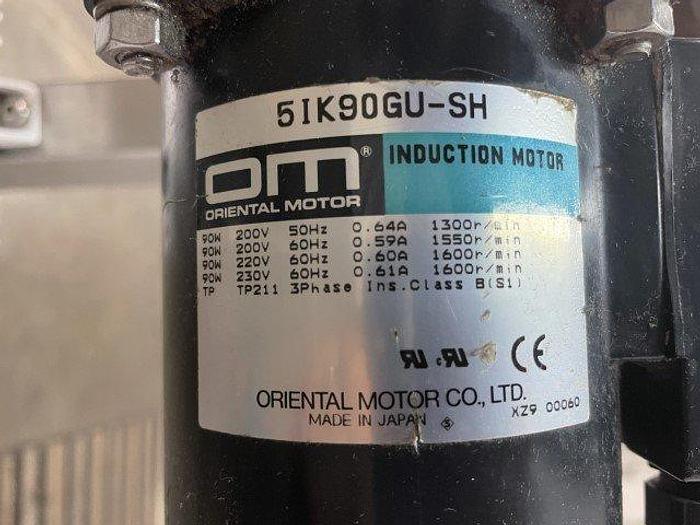 5IK90GU-SH
OM® INDUCTION MOTOR
ORIENTAL MOTOR
90W 200V 50Hz 0.64A 1300r/min
90W 200V 60Hz 0.59A 1550r/min
90W 220V 60Hz 0.60A 1600r/min
90W 230V 60Hz 0.61A 1600r/min
TP TP211 3Phase Ins.Class B(S1)
RU c RU CE
ORIENTAL MOTOR CO., LTD.
MADE IN JAPAN S XZ9 00060